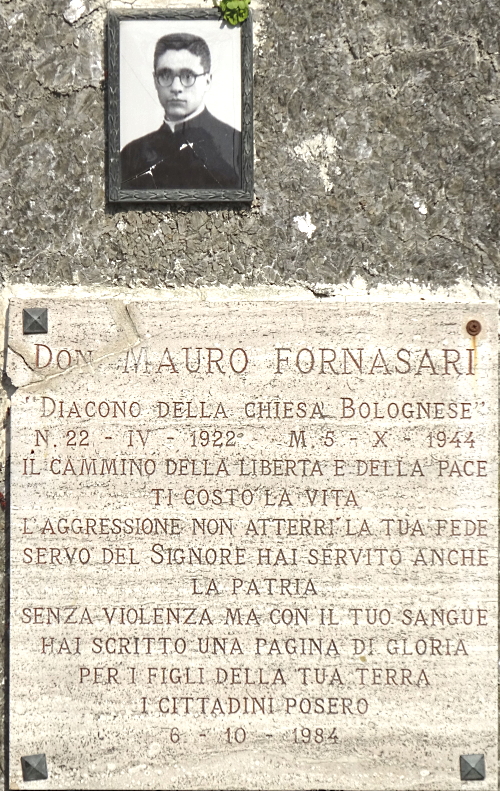 DON MAURO FORNASARI
"DIACONO DELLA CHIESA BOLOGNESE"
N. 22 - IV - 1922 - M. 5 - X - 1944
IL CAMMINO DELLA LIBERTA E DELLA PACE
TI COSTO' LA VITA
L'AGGRESSIONE NON ATTERRI' LA TUA FEDE
SERVO DEL SIGNORE HAI SERVITO ANCHE
LA PATRIA
SENZA VIOLENZA MA CON IL TUO SANGUE
HAI SCRITTO UNA PAGINA DI GLORIA
PER I FIGLI DELLA TUA TERRA
I CITTADINI POSERO
6 - 10 - 1984